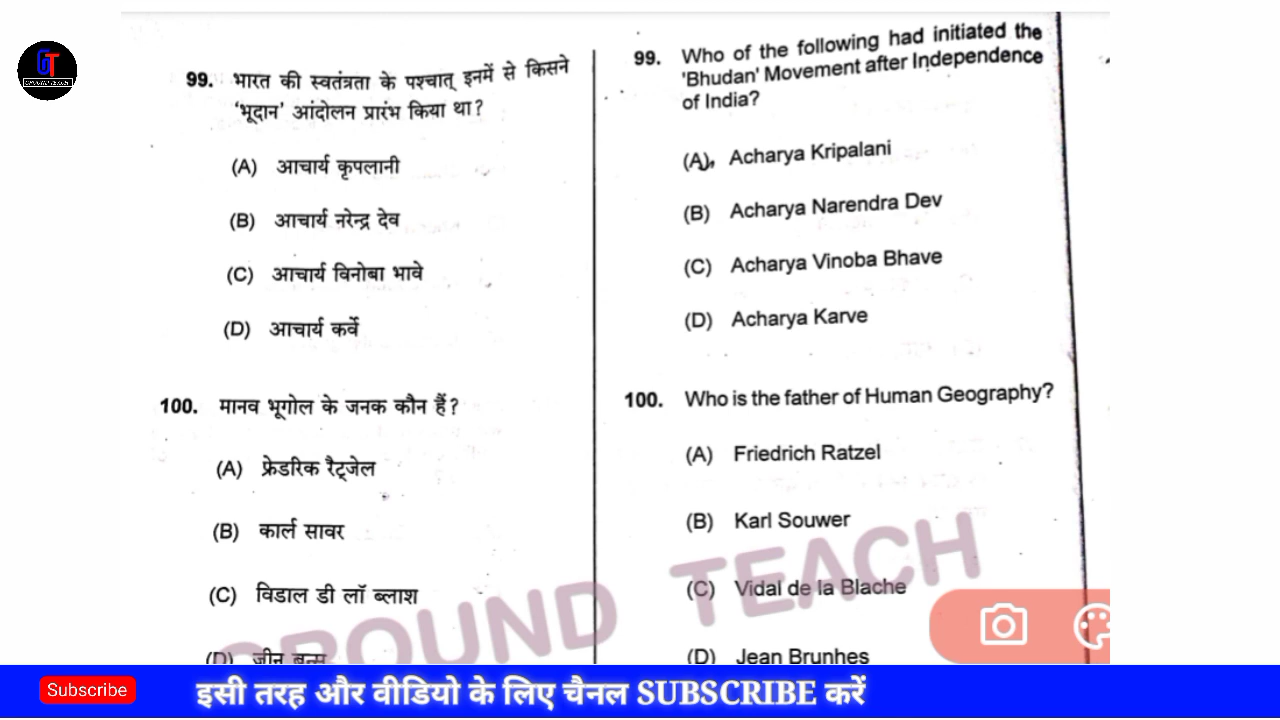 GT
99. भारत की स्वतंत्रता के पश्चात् इनमें से किसने
'भूदान' आंदोलन प्रारंभ किया था?
(A) आचार्य कृपलानी
(B) आचार्य नरेन्द्र देव
(C) आचार्य विनोबा भावे
(D) आचार्य कर्वे
100. मानव भूगोल के जनक कौन हैं?
(A) फ्रेडरिक रैट्जेल
(B) कार्ल सावर
(C) विडाल डी लॉ ब्लाश
(D) जीन ब्रून्स
99. Who of the following had initiated the
'Bhudan' Movement after Independence
of India?
(A) Acharya Kripalani
(B) Acharya Narendra Dev
(C) Acharya Vinoba Bhave
(D) Acharya Karve
100. Who is the father of Human Geography?
(A) Friedrich Ratzel
(B) Karl Souwer
(C) Vidal de la Blache
(D) Jean Brunhes
GROUND TEACH
Subscribe
इसी तरह और वीडियो के लिए चैनल SUBSCRIBE करें